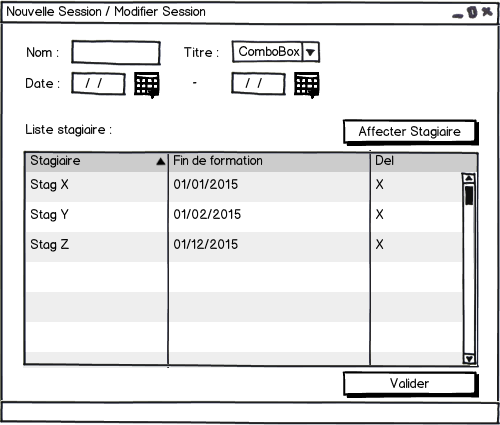 Nouvelle Session / Modifier Session
Nom : Titre : ComboBox
Date : / / - / /
Liste stagiaire : Affecter Stagiaire
Stagiaire Fin de formation Del
Stag X 01/01/2015 X
Stag Y 01/02/2015 X
Stag Z 01/12/2015 X
Valider